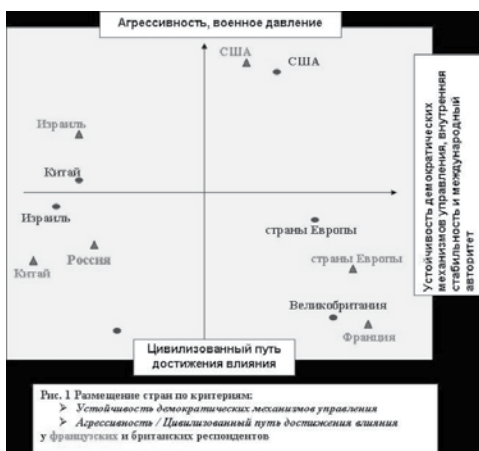 Агрессивность, военное давление
США
США
Израиль
Китай
Израиль
Россия
Китай
страны Европы
страны Европы
Великобритания
Франция
Устойчивость демократических
механизмов управления, внутренняя
стабильность и международный
авторитет
Цивилизованный путь
достижения влияния
Рис. 1 Размещение стран по критериям:
➢ Устойчивость демократических механизмов управления
➢ Агрессивность / Цивилизованный путь достижения влияния
у французских и британских респондентов